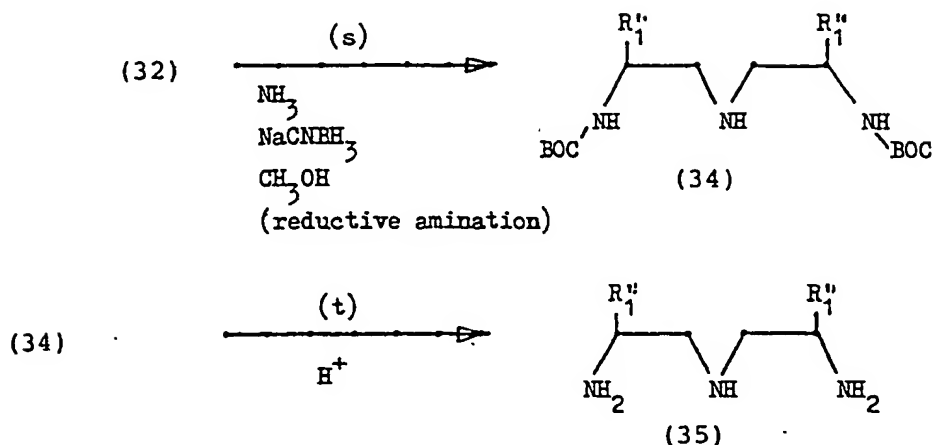 R₁" R₁"
(s)
(32)
NH₃
NaCNBH₃
CH₃OH
(reductive amination)
NH NH NH
BOC BOC
(34)
(t)
R₁" R₁"
(34)
H⁺
NH₂ NH NH₂
(35)